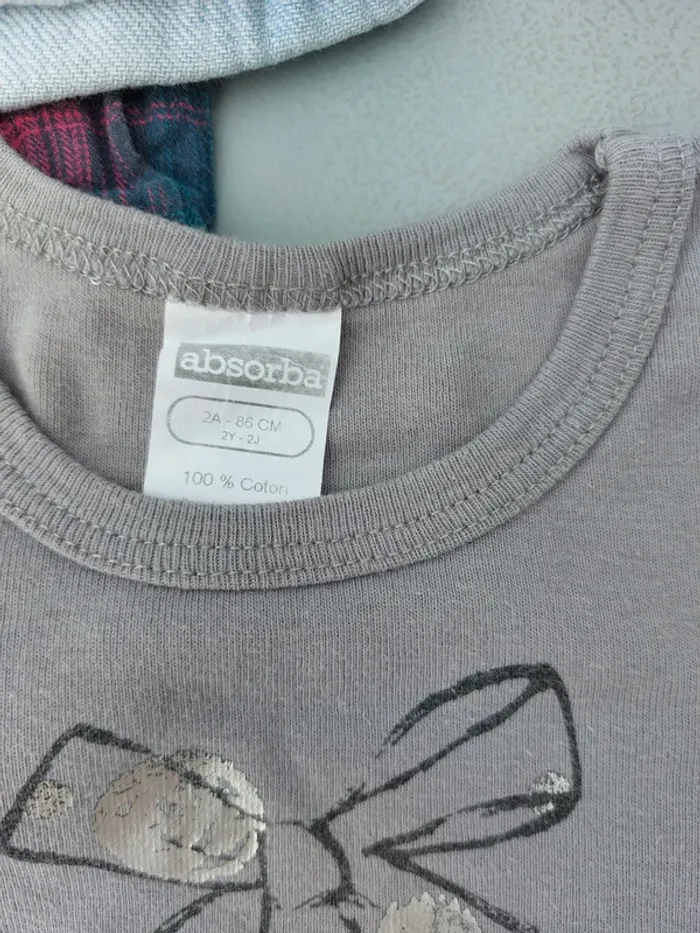 absorba
2A - 86 CM
2Y - 2J
100 % Coton